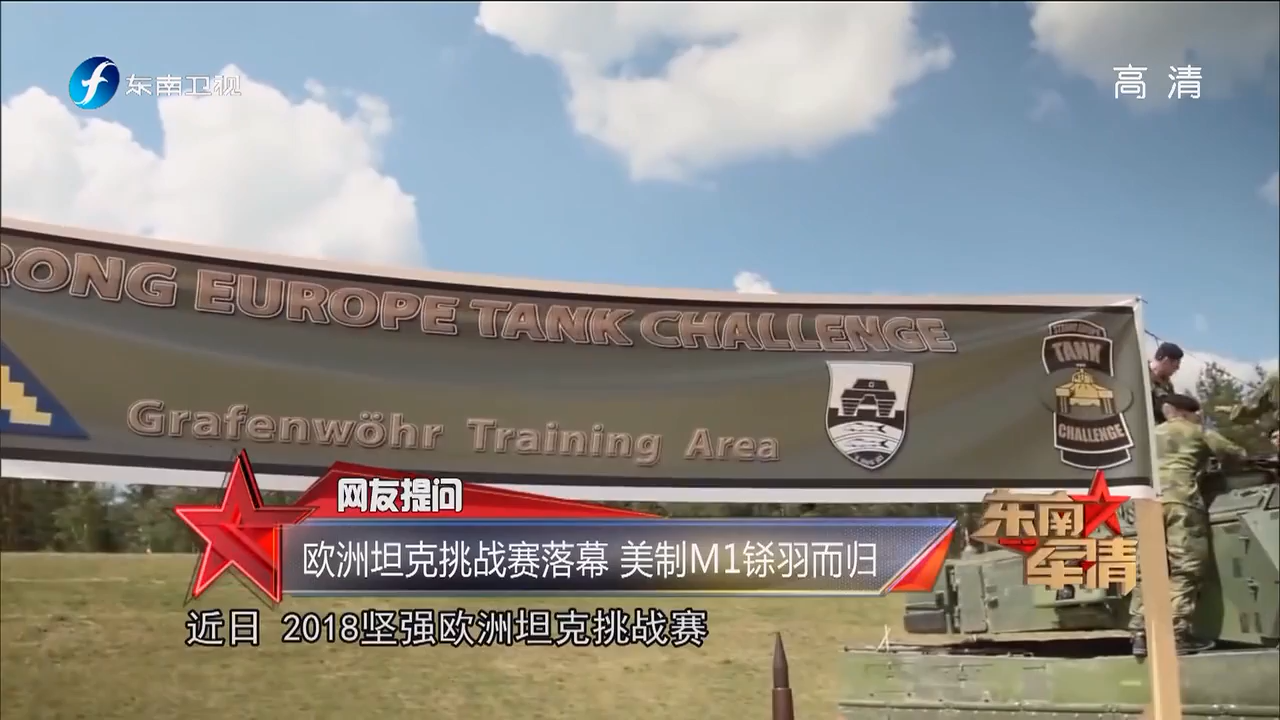 东南卫视
高清
RONG EUROPE TANK CHALLENGE
Grafenwöhr Training Area
TANK
CHALLENGE
网友提问
欧洲坦克挑战赛落幕 美制M1铩羽而归
东南军情
近日 2018坚强欧洲坦克挑战赛